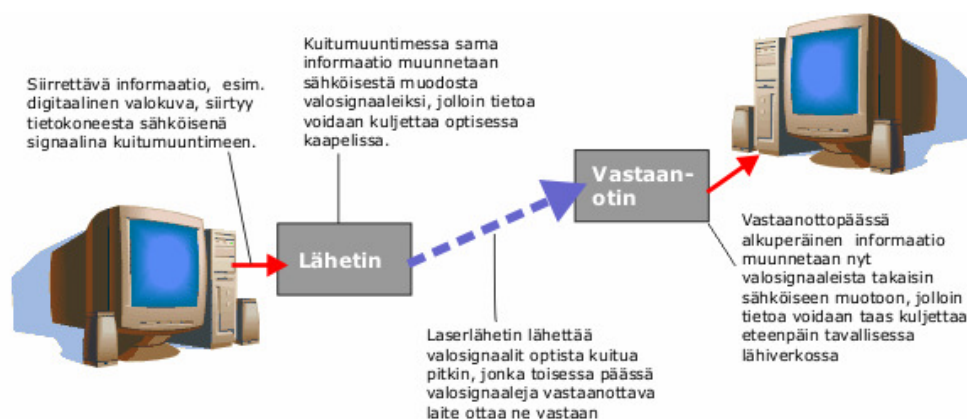 Siirrettävä informaatio, esim.
digitaalinen valokuva, siirtyy
tietokoneesta sähköisenä
signaalina kuitumuuntimeen.
Kuitumuuntimessa sama
informaatio muunnetaan
sähköisestä muodosta
valosignaaleiksi, jolloin tietoa
voidaan kuljettaa optisessa
kaapelissa.
Lähetin
Laserlähetin lähettää
valosignaalit optista kuitua
pitkin, jonka toisessa päässä
valosignaaleja vastaanottava
laite ottaa ne vastaan
Vastaan-
otin
Vastaanottopäässä
alkuperäinen informaatio
muunnetaan nyt
valosignaaleista takaisin
sähköiseen muotoon, jolloin
tietoa voidaan taas kuljettaa
eteenpäin tavallisessa
lähiverkossa